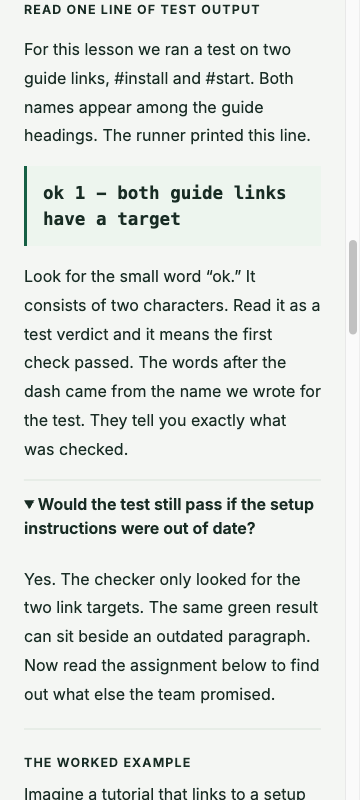 READ ONE LINE OF TEST OUTPUT
For this lesson we ran a test on two
guide links, #install and #start. Both
names appear among the guide
headings. The runner printed this line.
ok 1 – both guide links
have a target
Look for the small word “ok.” It
consists of two characters. Read it as a
test verdict and it means the first
check passed. The words after the
dash came from the name we wrote for
the test. They tell you exactly what
was checked.
▼ Would the test still pass if the setup
instructions were out of date?
Yes. The checker only looked for the
two link targets. The same green result
can sit beside an outdated paragraph.
Now read the assignment below to find
out what else the team promised.
THE WORKED EXAMPLE
Imagine a tutorial that links to a setup